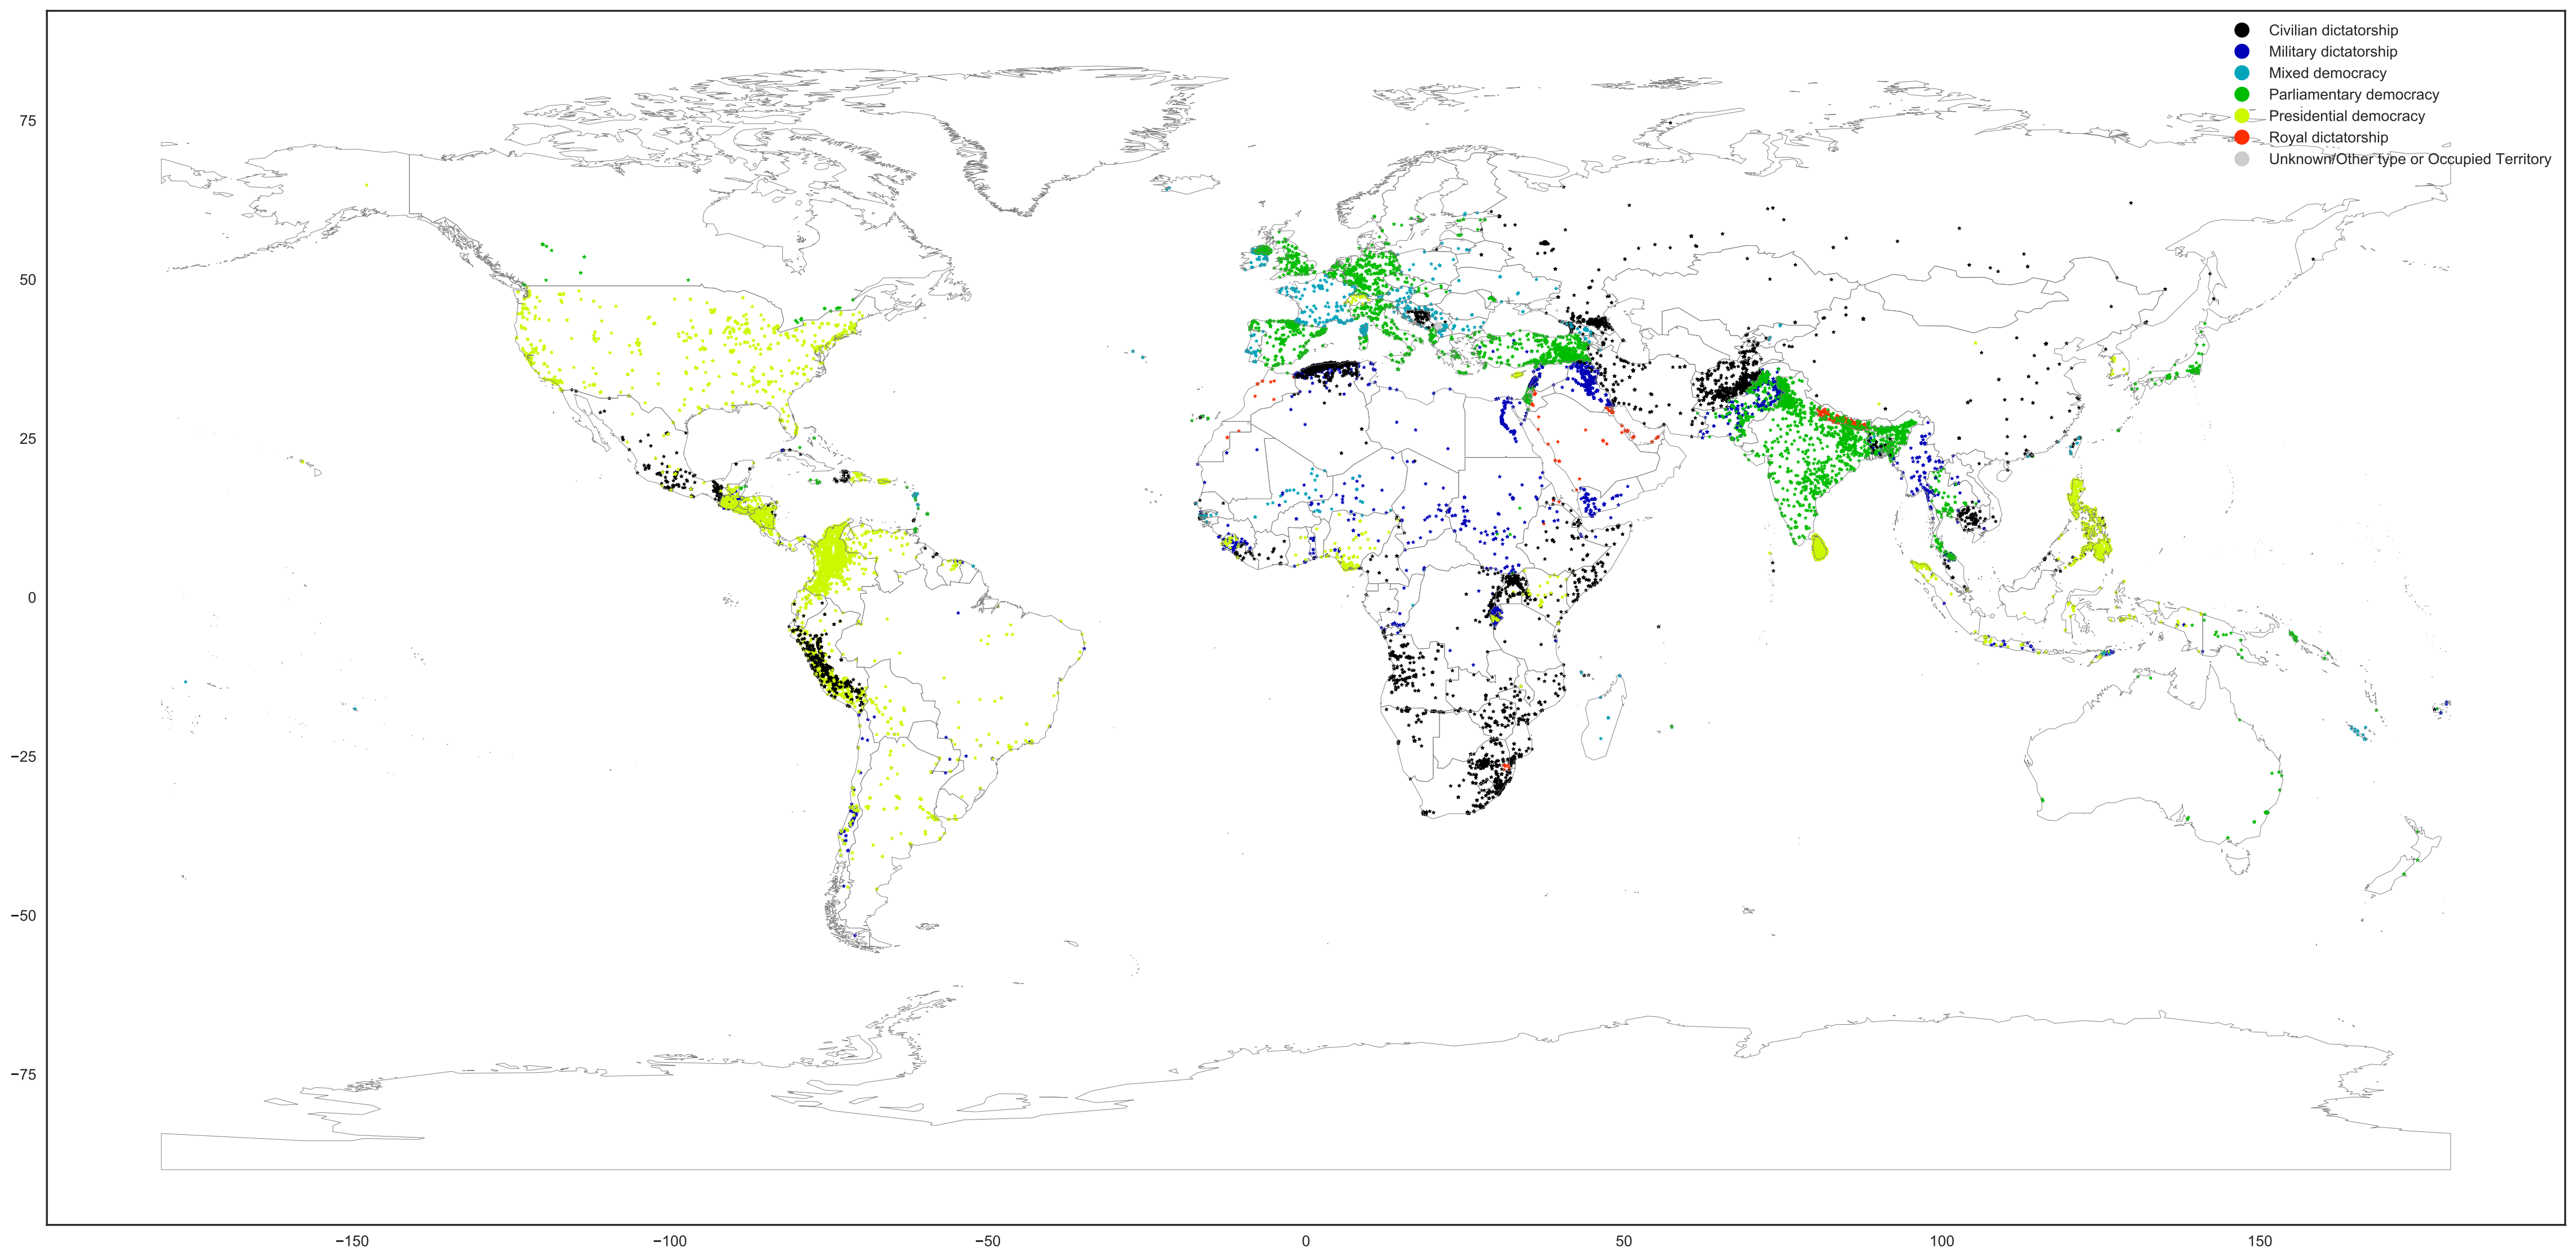 Civilian dictatorship
Military dictatorship
Mixed democracy
Parliamentary democracy
Presidential democracy
Royal dictatorship
Unknown/Other type or Occupied Territory
75
50
25
0
−25
−50
−75
−150
−100
−50
0
50
100
150